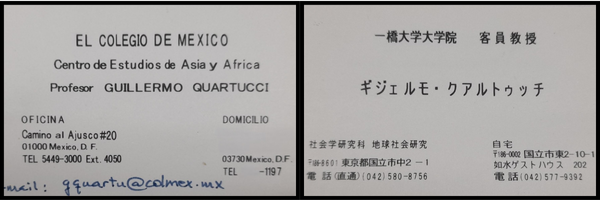 EL COLEGIO DE MEXICO
Centro de Estudios de Asia y Africa
Profesor GUILLERMO QUARTUCCI
OFICINA
Camino al Ajusco #20
01000 Mexico, D. F.
TEL 5449-3000 Ext. 4050
DOMICILIO
03730 Mexico, D. F.
TEL -1197
-mail: gquartu@colmex.mx
一橋大学大学院 客員教授
ギジェルモ・クアルトゥッチ
社会学研究科 地球社会研究
〒186-8601 東京都国立市中2-1
電話(直通)(042)580-8756
自宅
〒186-0002 国立市東2-10-1
如水ゲストハウス 202
電話 (042)577-9392